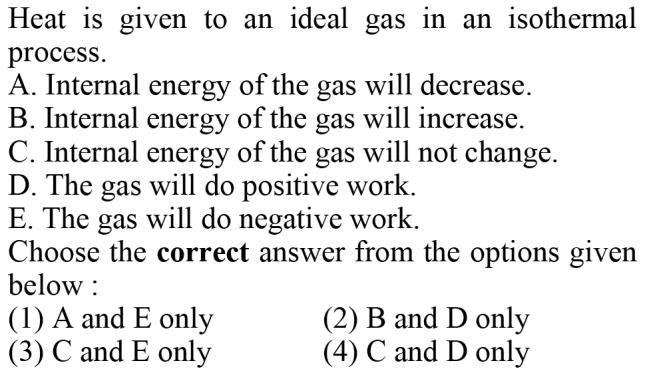 Heat is given to an ideal gas in an isothermal
process.
A. Internal energy of the gas will decrease.
B. Internal energy of the gas will increase.
C. Internal energy of the gas will not change.
D. The gas will do positive work.
E. The gas will do negative work.
Choose the correct answer from the options given
below :
(1) A and E only (2) B and D only
(3) C and E only (4) C and D only